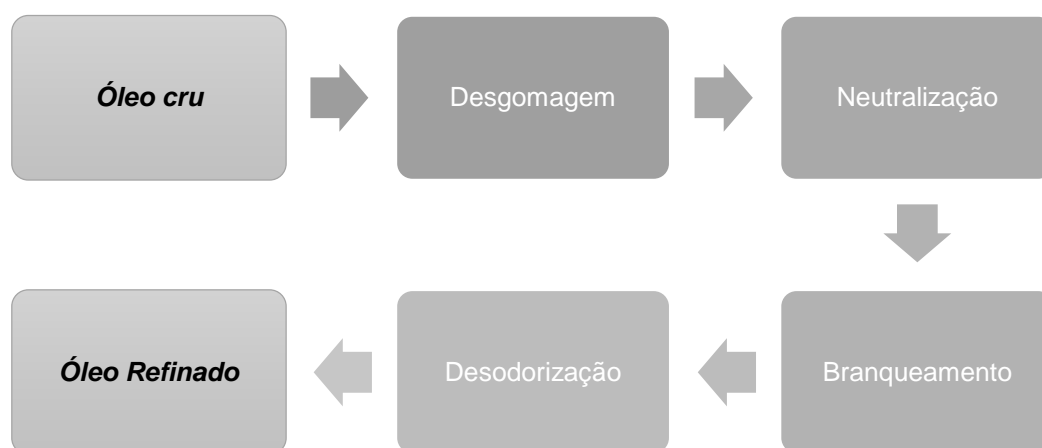 Óleo cru
Desgomagem
Neutralização
Branqueamento
Desodorização
Óleo Refinado